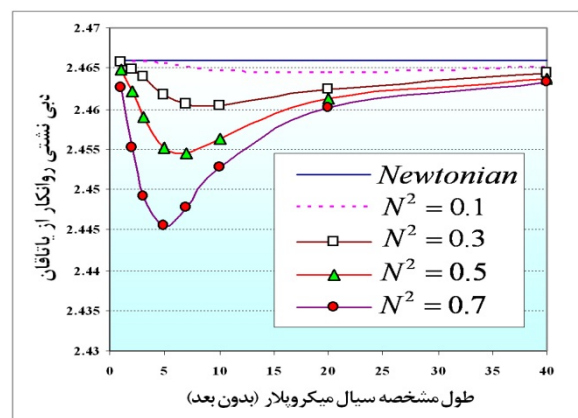 2.47
2.465
2.46
2.455
2.45
2.445
2.44
2.435
2.43
دبی نشتی روانکار از یاتاقان
Newtonian
N² = 0.1
N² = 0.3
N² = 0.5
N² = 0.7
0 5 10 15 20 25 30 35 40
طول مشخصه سیال میکروپلار (بدون بعد)